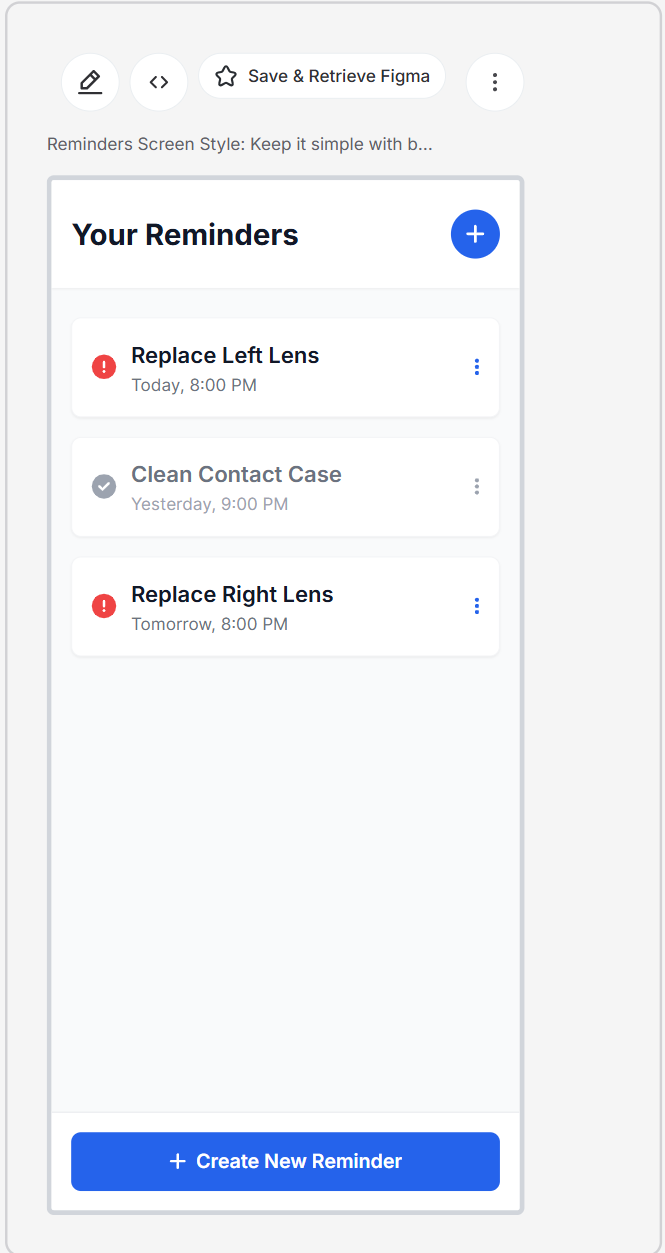 Save & Retrieve Figma
Reminders Screen Style: Keep it simple with b...
Your Reminders
Replace Left Lens
Today, 8:00 PM
Clean Contact Case
Yesterday, 9:00 PM
Replace Right Lens
Tomorrow, 8:00 PM
+ Create New Reminder